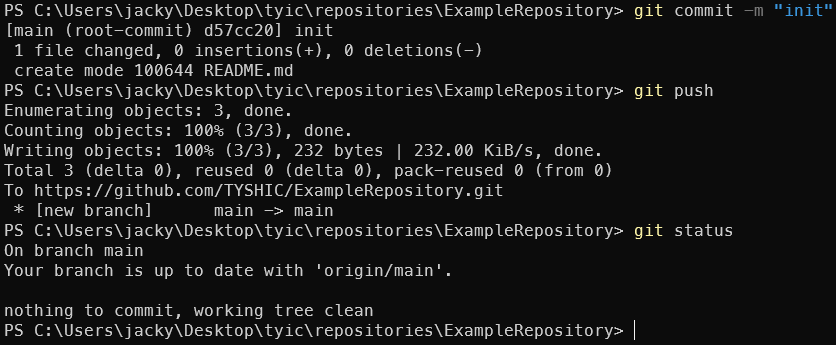 PS C:\Users\jacky\Desktop\tyic\repositories\ExampleRepository> git commit -m "init"
[main (root-commit) d57cc20] init
 1 file changed, 0 insertions(+), 0 deletions(-)
 create mode 100644 README.md
PS C:\Users\jacky\Desktop\tyic\repositories\ExampleRepository> git push
Enumerating objects: 3, done.
Counting objects: 100% (3/3), done.
Writing objects: 100% (3/3), 232 bytes | 232.00 KiB/s, done.
Total 3 (delta 0), reused 0 (delta 0), pack-reused 0 (from 0)
To https://github.com/TYSHIC/ExampleRepository.git
 * [new branch]      main -> main
PS C:\Users\jacky\Desktop\tyic\repositories\ExampleRepository> git status
On branch main
Your branch is up to date with 'origin/main'.

nothing to commit, working tree clean
PS C:\Users\jacky\Desktop\tyic\repositories\ExampleRepository>